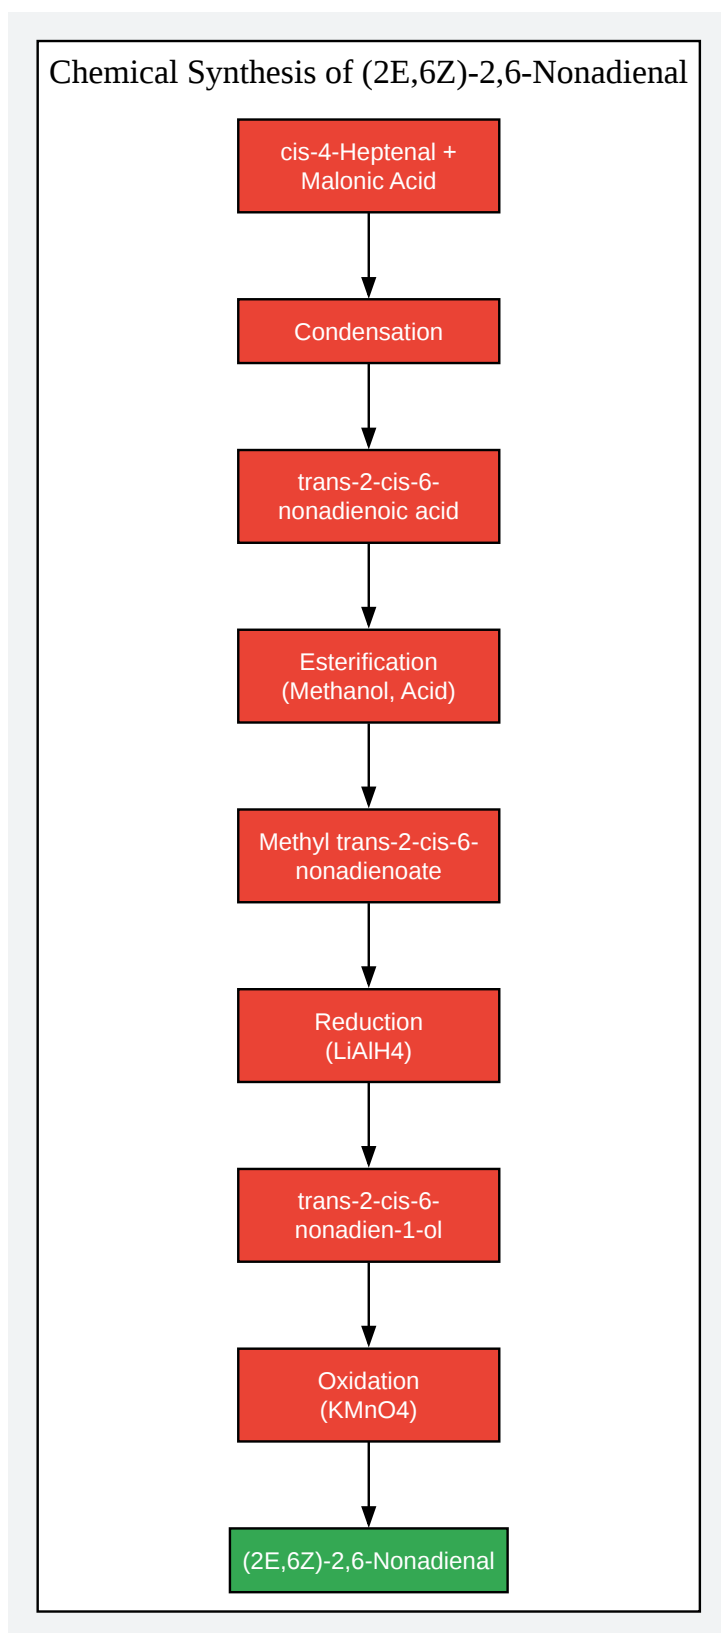 Chemical Synthesis of (2E,6Z)-2,6-Nonadienal
cis-4-Heptenal +
Malonic Acid
Condensation
trans-2-cis-6-
nonadienoic acid
Esterification
(Methanol, Acid)
Methyl trans-2-cis-6-
nonadienoate
Reduction
(LiAlH4)
trans-2-cis-6-
nonadien-1-ol
Oxidation
(KMnO4)
(2E,6Z)-2,6-Nonadienal